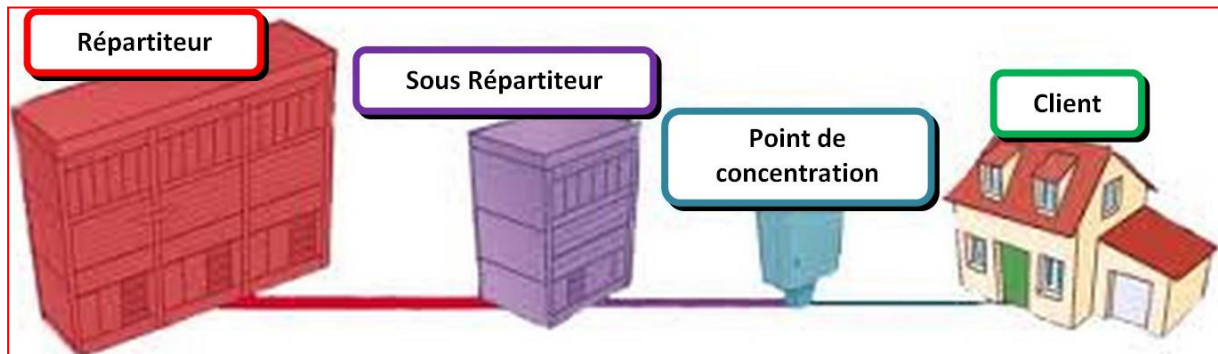 Répartiteur
Sous Répartiteur
Point de
concentration
Client